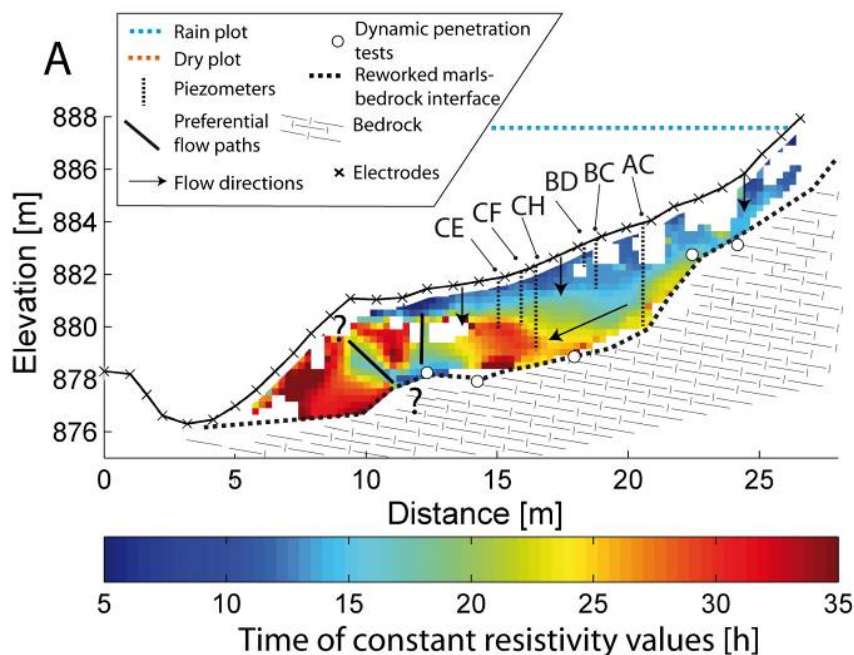 A
Rain plot
Dry plot
Piezometers
Preferential
flow paths
Flow directions
Dynamic penetration
tests
Reworked marls-
bedrock interface
Bedrock
Electrodes
888
886
884
882
880
878
876
Elevation [m]
CE
CF
CH
BD
BC
AC
?
?
0
5
10
15
20
25
Distance [m]
5
10
15
20
25
30
35
Time of constant resistivity values [h]